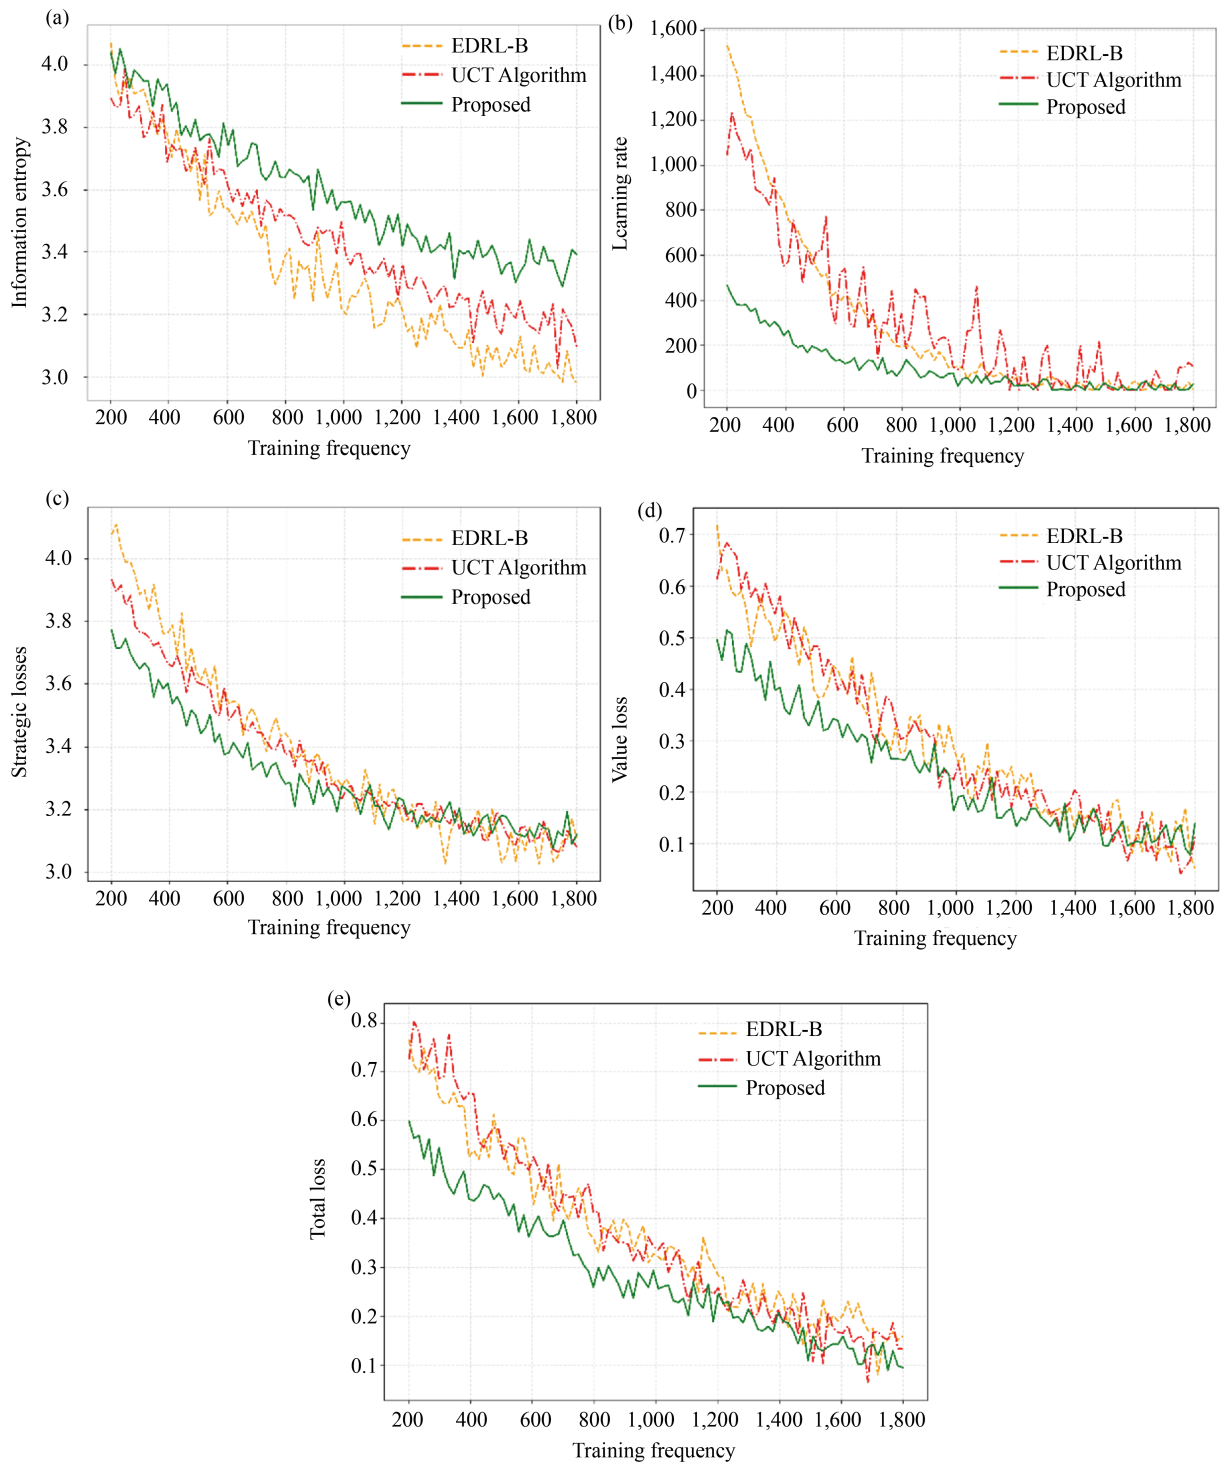 (a)
EDRL-B
UCT Algorithm
Proposed
4.0
3.8
3.6
3.4
3.2
3.0
Information entropy
200 400 600 800 1,000 1,200 1,400 1,600 1,800
Training frequency
(b)
EDRL-B
UCT Algorithm
Proposed
1,600
1,400
1,200
1,000
800
600
400
200
0
Lcarning rate
200 400 600 800 1,000 1,200 1,400 1,600 1,800
Training frequency
(c)
EDRL-B
UCT Algorithm
Proposed
4.0
3.8
3.6
3.4
3.2
3.0
Strategic losses
200 400 600 800 1,000 1,200 1,400 1,600 1,800
Training frequency
(d)
EDRL-B
UCT Algorithm
Proposed
0.7
0.6
0.5
0.4
0.3
0.2
0.1
Value loss
200 400 600 800 1,000 1,200 1,400 1,600 1,800
Training frequency
(e)
EDRL-B
UCT Algorithm
Proposed
0.8
0.7
0.6
0.5
0.4
0.3
0.2
0.1
Total loss
200 400 600 800 1,000 1,200 1,400 1,600 1,800
Training frequency